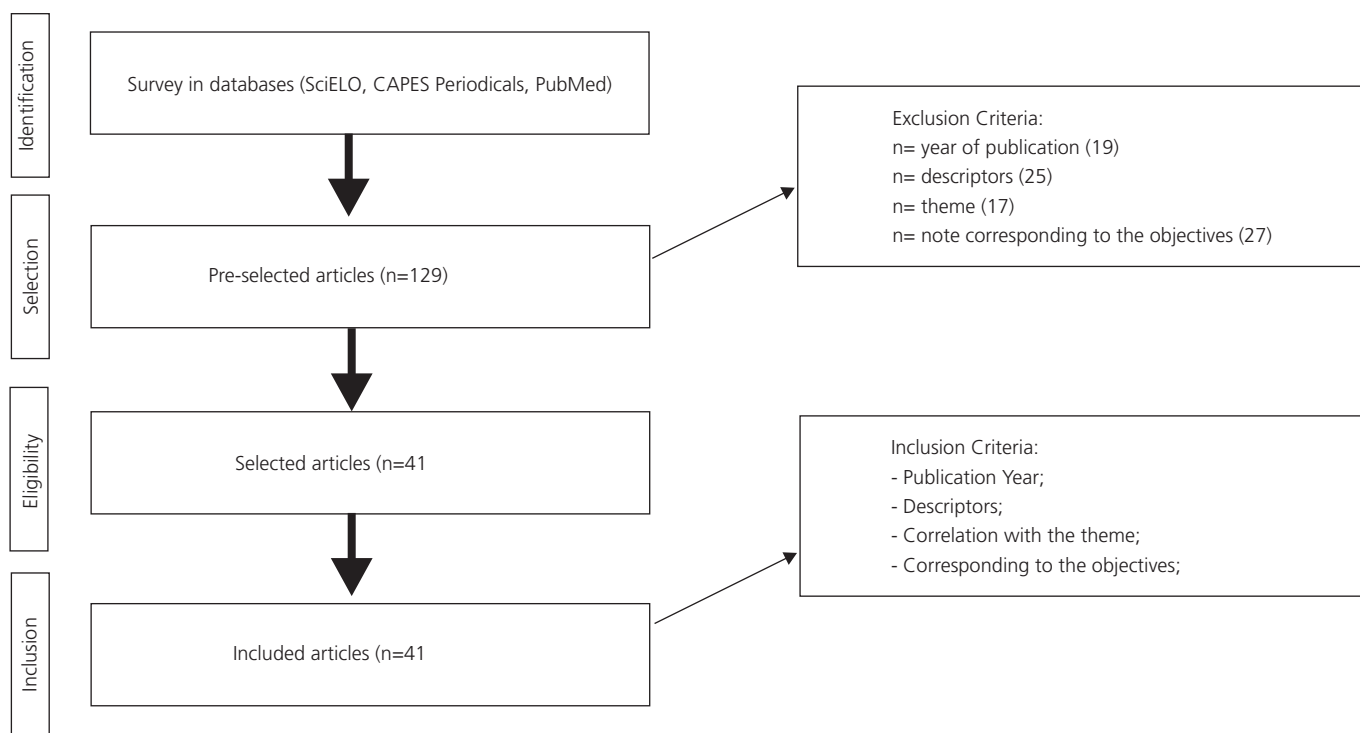 Identification
Survey in databases (SciELO, CAPES Periodicals, PubMed)
Exclusion Criteria:
n= year of publication (19)
n= descriptors (25)
n= theme (17)
n= note corresponding to the objectives (27)
Selection
Pre-selected articles (n=129)
Eligibility
Selected articles (n=41
Inclusion Criteria:
- Publication Year;
- Descriptors;
- Correlation with the theme;
- Corresponding to the objectives;
Inclusion
Included articles (n=41